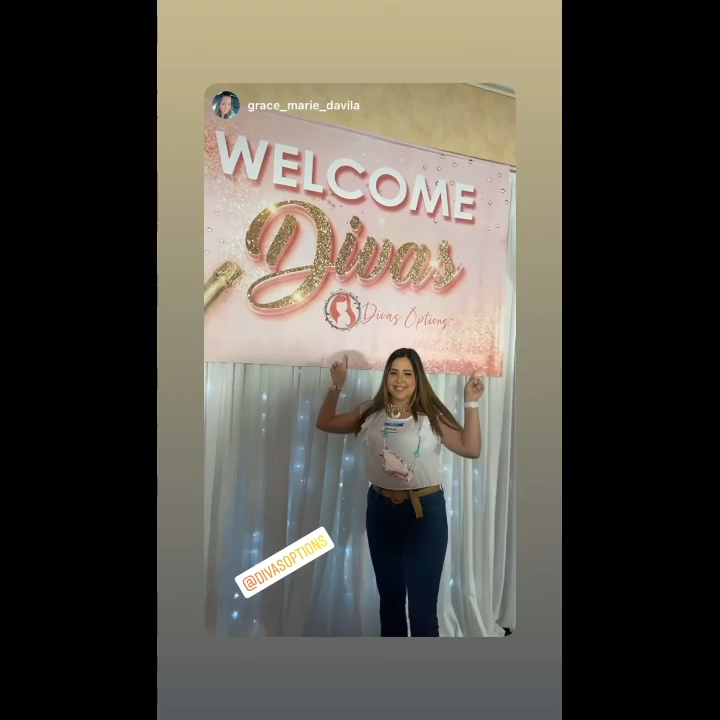 grace_marie_davila
WELCOME
Divas
Divas Options
@DIVASOPTIONS